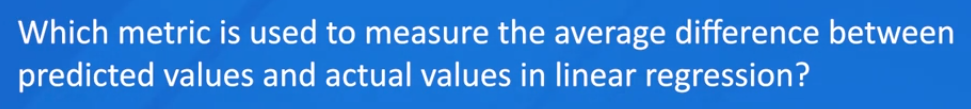 Which metric is used to measure the average difference between
predicted values and actual values in linear regression?